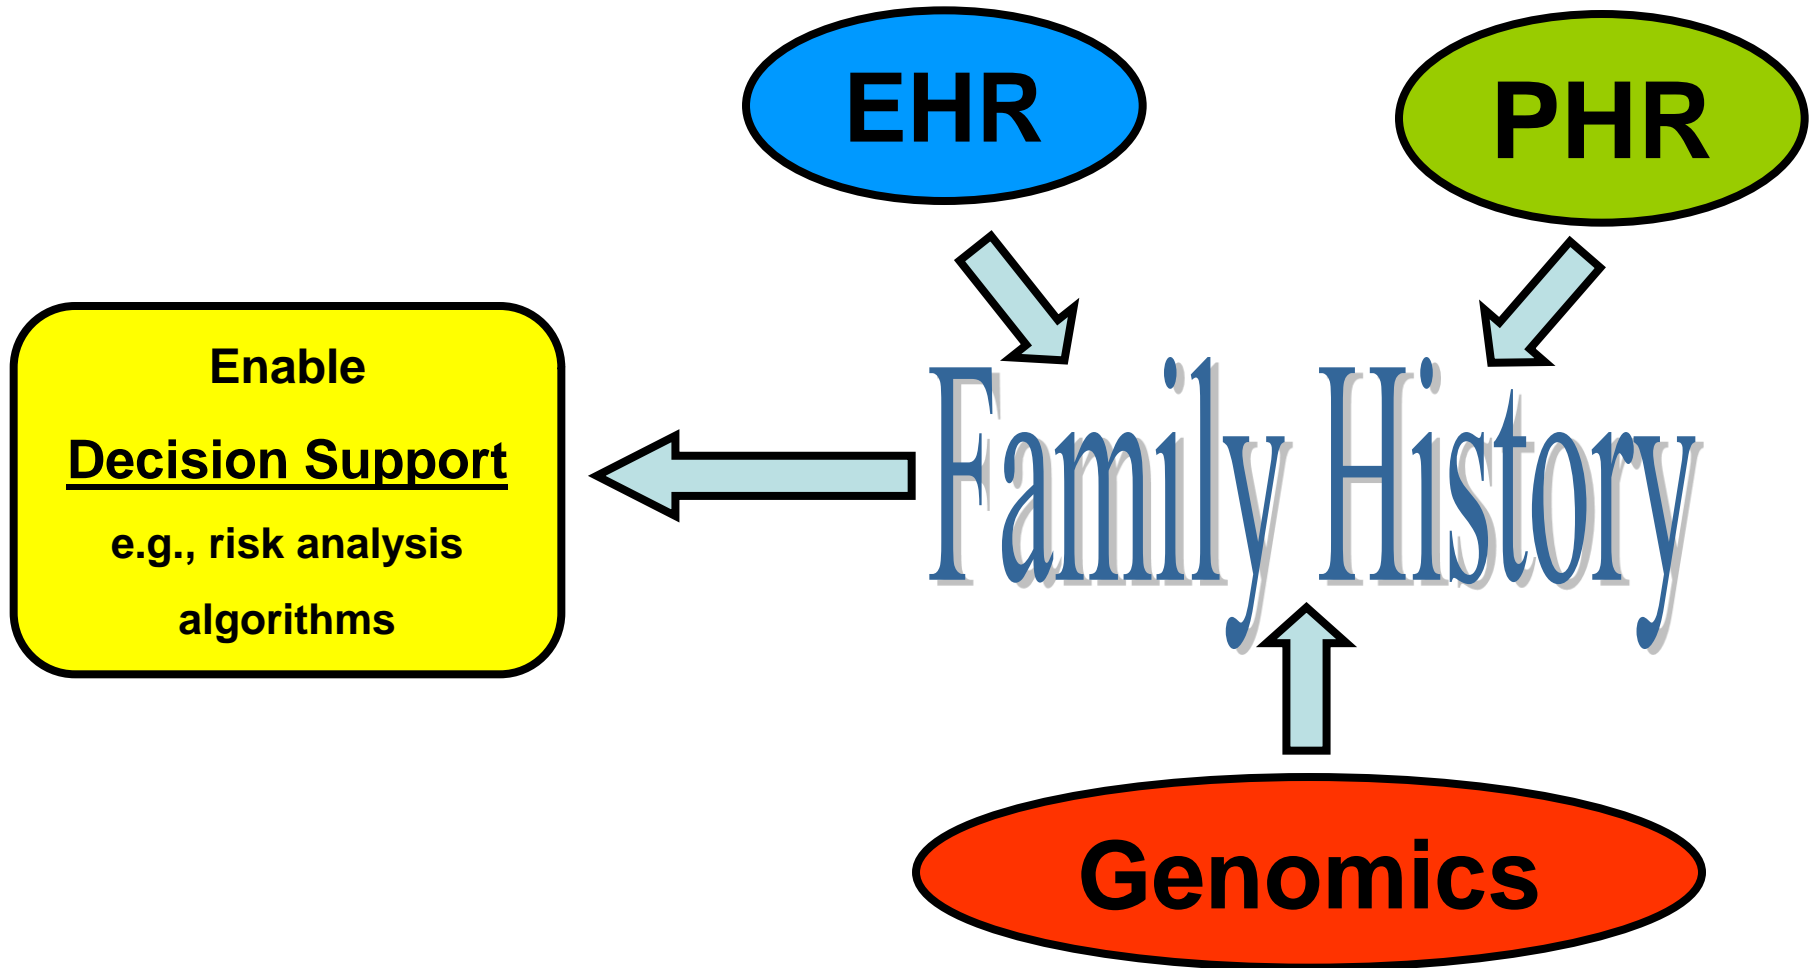 EHR
PHR
Enable
Decision Support
e.g., risk analysis
algorithms
Family History
Genomics